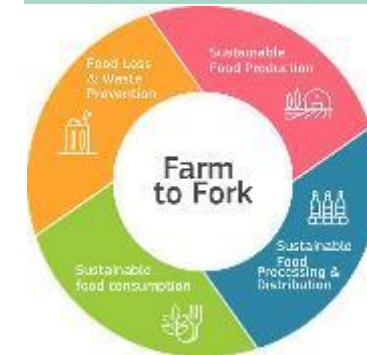 Farm
to Fork
Sustainable
Food Production
Sustainable
Food
Processing &
Distribution
Sustainable
food consumption
Food Loss
& Waste
Prevention